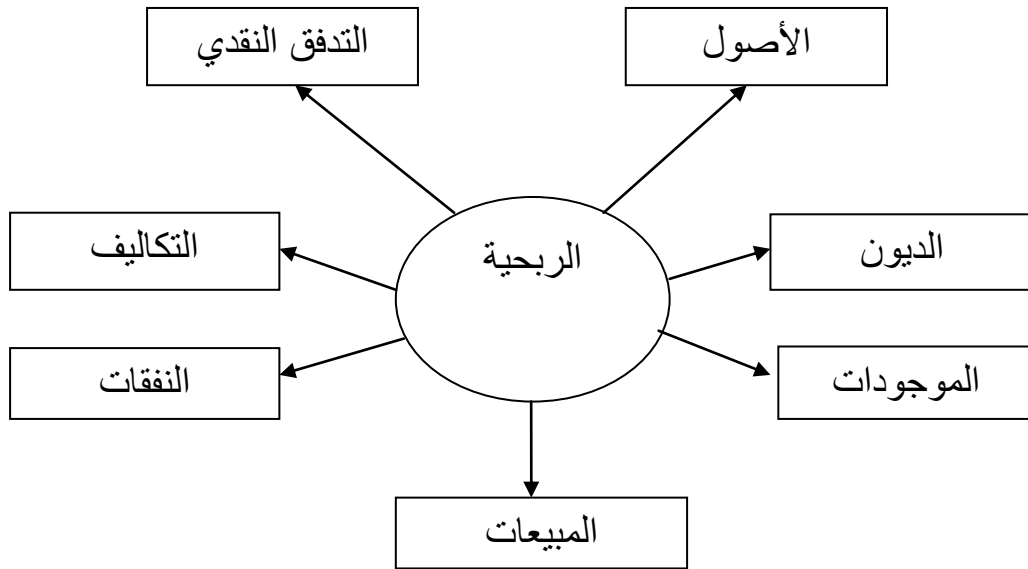 الأصول
التدفق النقدي
الديون
التكاليف
الربحية
الموجودات
النفقات
المبيعات